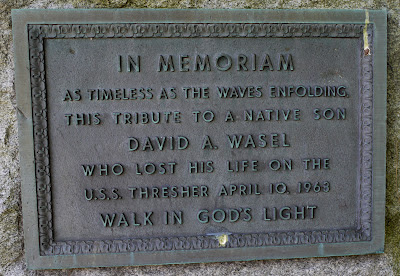 IN MEMORIAM
AS TIMELESS AS THE WAVES ENFOLDING
THIS TRIBUTE TO A NATIVE SON
DAVID A. WASEL
WHO LOST HIS LIFE ON THE
U.S.S. THRESHER APRIL 10, 1963
WALK IN GOD'S LIGHT